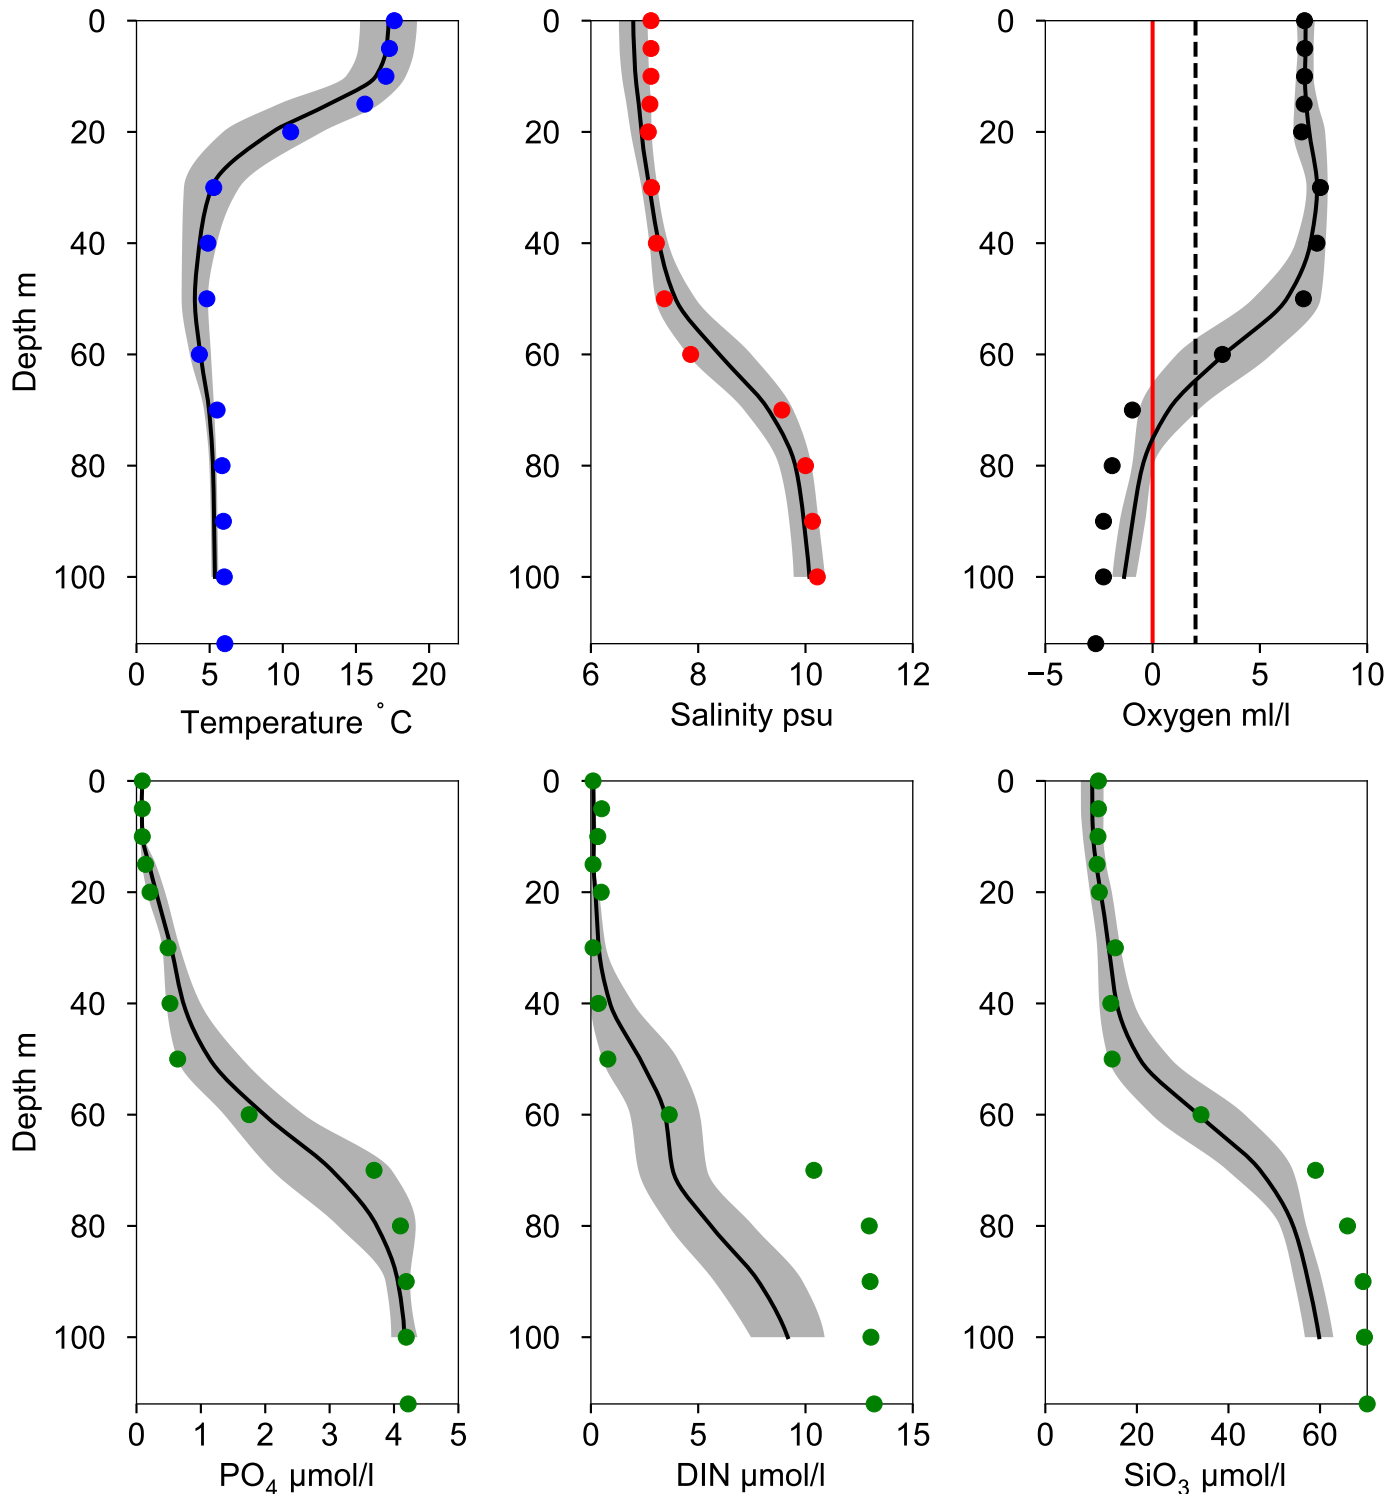 0
20
40
60
80
100
Depth m
0 5 10 15 20
Temperature °C
0
20
40
60
80
100
6 8 10 12
Salinity psu
0
20
40
60
80
100
−5 0 5 10
Oxygen ml/l
0
20
40
60
80
100
Depth m
0 1 2 3 4 5
PO₄ µmol/l
0
20
40
60
80
100
0 5 10 15
DIN µmol/l
0
20
40
60
80
100
0 20 40 60
SiO₃ µmol/l